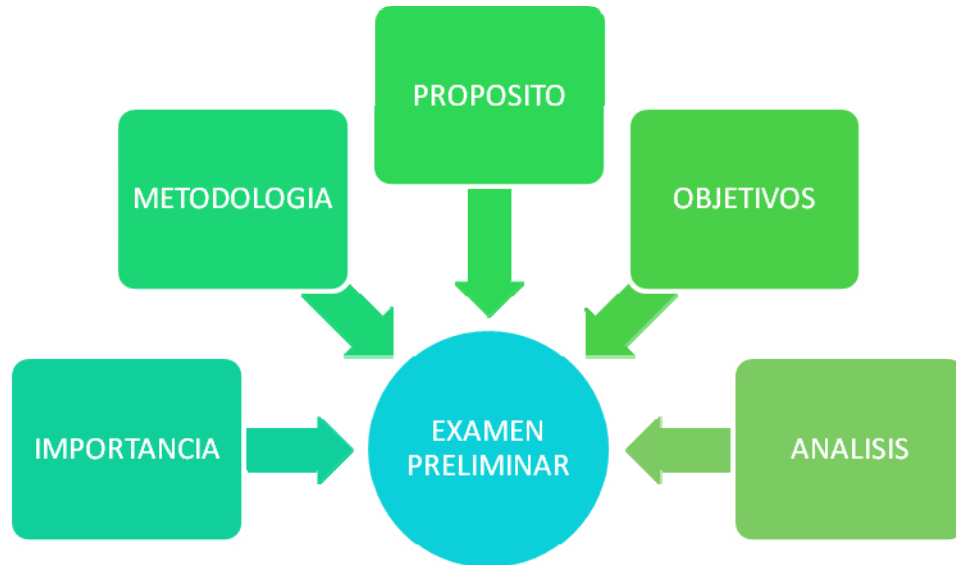 PROPOSITO
METODOLOGIA
OBJETIVOS
IMPORTANCIA
EXAMEN
PRELIMINAR
ANALISIS